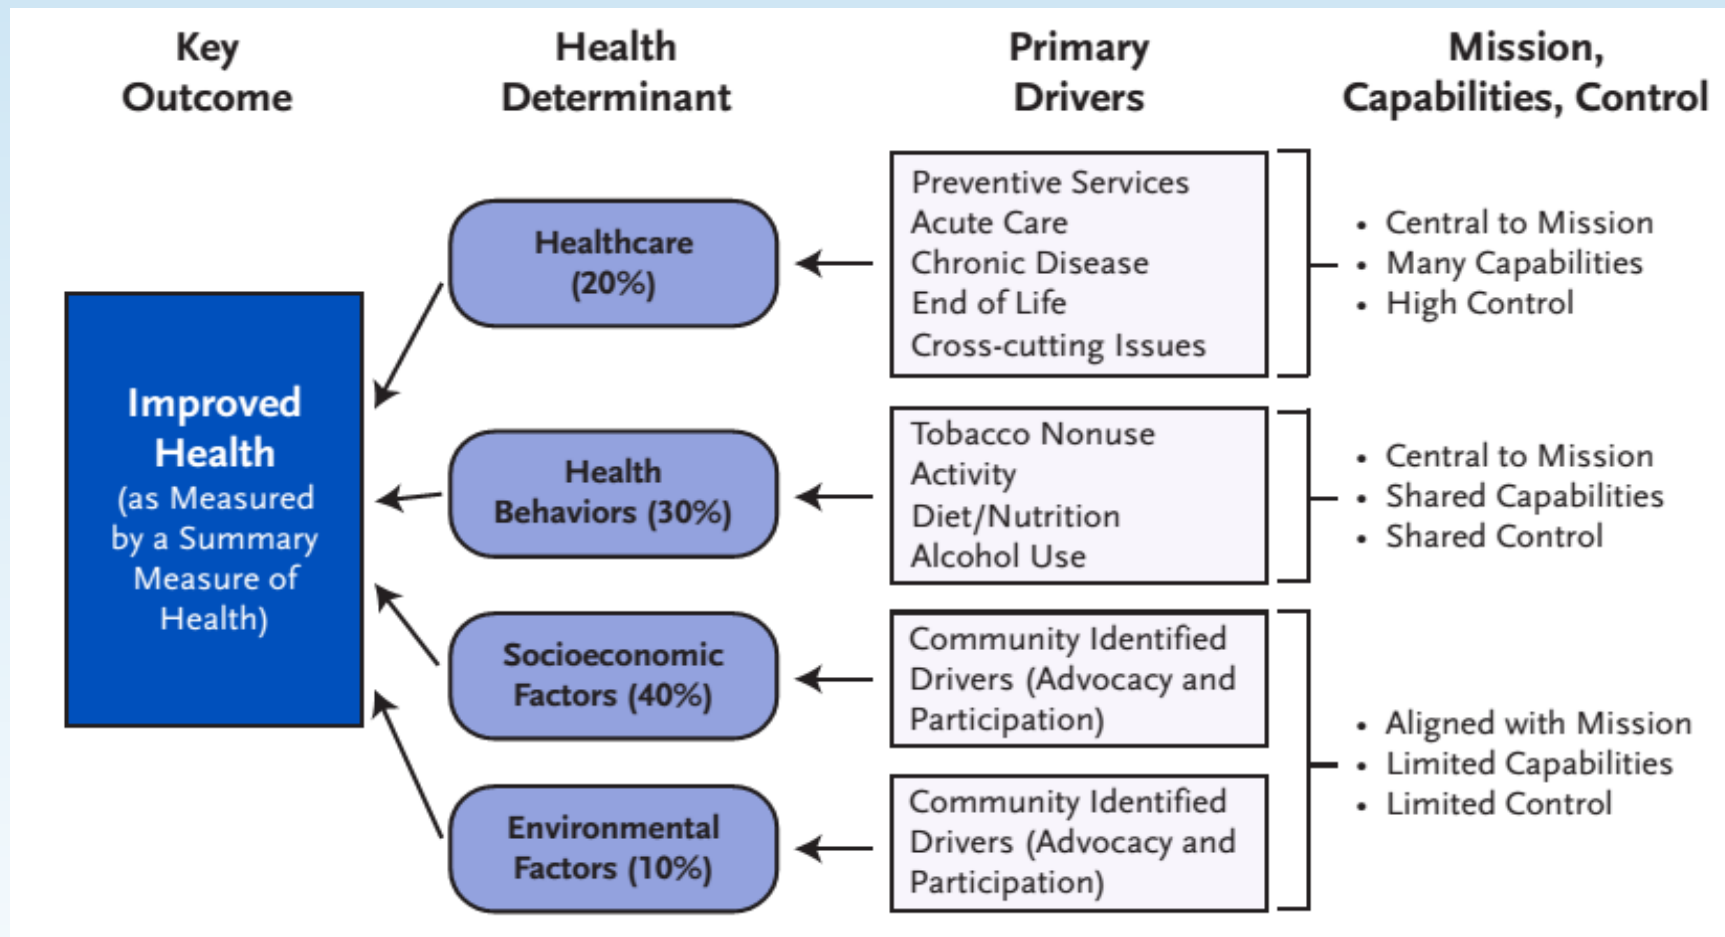 Key
Outcome
Health
Determinant
Primary
Drivers
Mission,
Capabilities, Control
Improved
Health
(as Measured
by a Summary
Measure of
Health)
Healthcare
(20%)
Preventive Services
Acute Care
Chronic Disease
End of Life
Cross-cutting Issues
• Central to Mission
• Many Capabilities
• High Control
Health
Behaviors (30%)
Tobacco Nonuse
Activity
Diet/Nutrition
Alcohol Use
• Central to Mission
• Shared Capabilities
• Shared Control
Socioeconomic
Factors (40%)
Community Identified
Drivers (Advocacy and
Participation)
Environmental
Factors (10%)
Community Identified
Drivers (Advocacy and
Participation)
• Aligned with Mission
• Limited Capabilities
• Limited Control